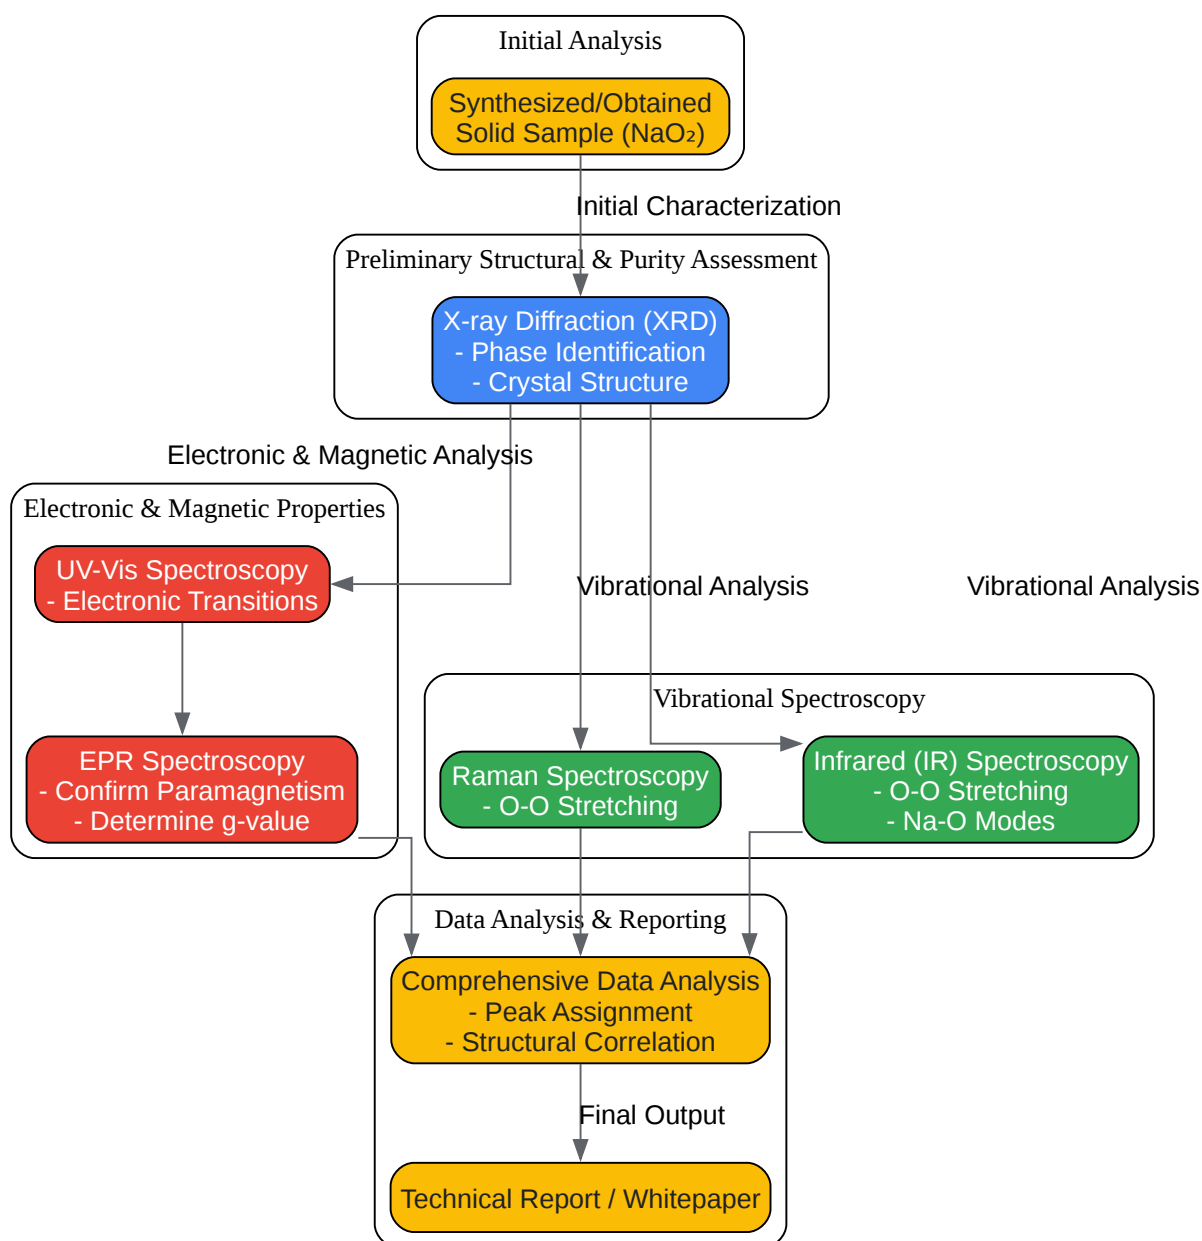 Initial Analysis
Synthesized/Obtained
Solid Sample (NaO₂)
Initial Characterization
Preliminary Structural & Purity Assessment
X-ray Diffraction (XRD)
- Phase Identification
- Crystal Structure
Electronic & Magnetic Analysis
Electronic & Magnetic Properties
UV-Vis Spectroscopy
- Electronic Transitions
Vibrational Analysis
Vibrational Analysis
EPR Spectroscopy
- Confirm Paramagnetism
- Determine g-value
Vibrational Spectroscopy
Raman Spectroscopy
- O-O Stretching
Infrared (IR) Spectroscopy
- O-O Stretching
- Na-O Modes
Data Analysis & Reporting
Comprehensive Data Analysis
- Peak Assignment
- Structural Correlation
Final Output
Technical Report / Whitepaper